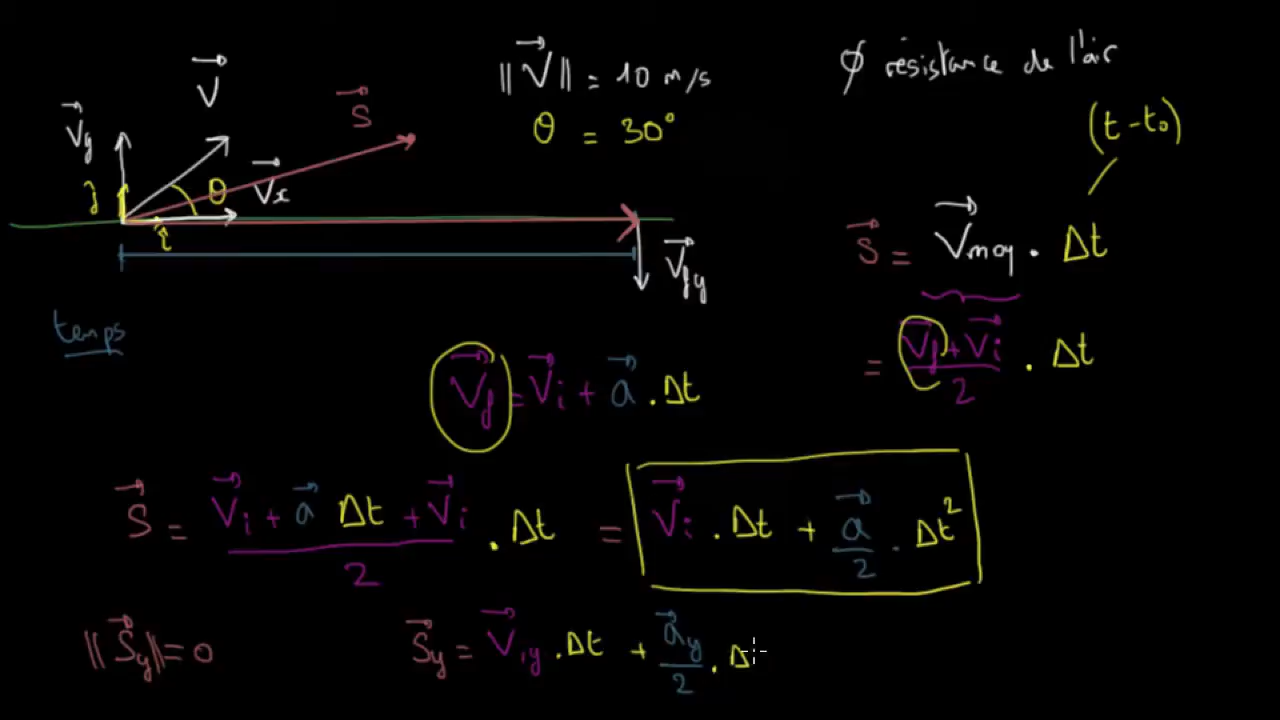 V⃗
V⃗y
j
θ
V⃗x
î
S⃗
‖V⃗‖ = 10 m/s
θ = 30°
∅ résistance de l'air
(t - t₀)
S⃗ = V⃗moy . Δt
= (V⃗f + V⃗i)/2 . Δt
V⃗fy
temps
V⃗f = V⃗i + a⃗ . Δt
S⃗ = (V⃗i + a⃗ Δt + V⃗i)/2 . Δt = V⃗i . Δt + a⃗/2 . Δt²
‖S⃗y‖ = 0
S⃗y = V⃗iy . Δt + a⃗y/2 . Δ